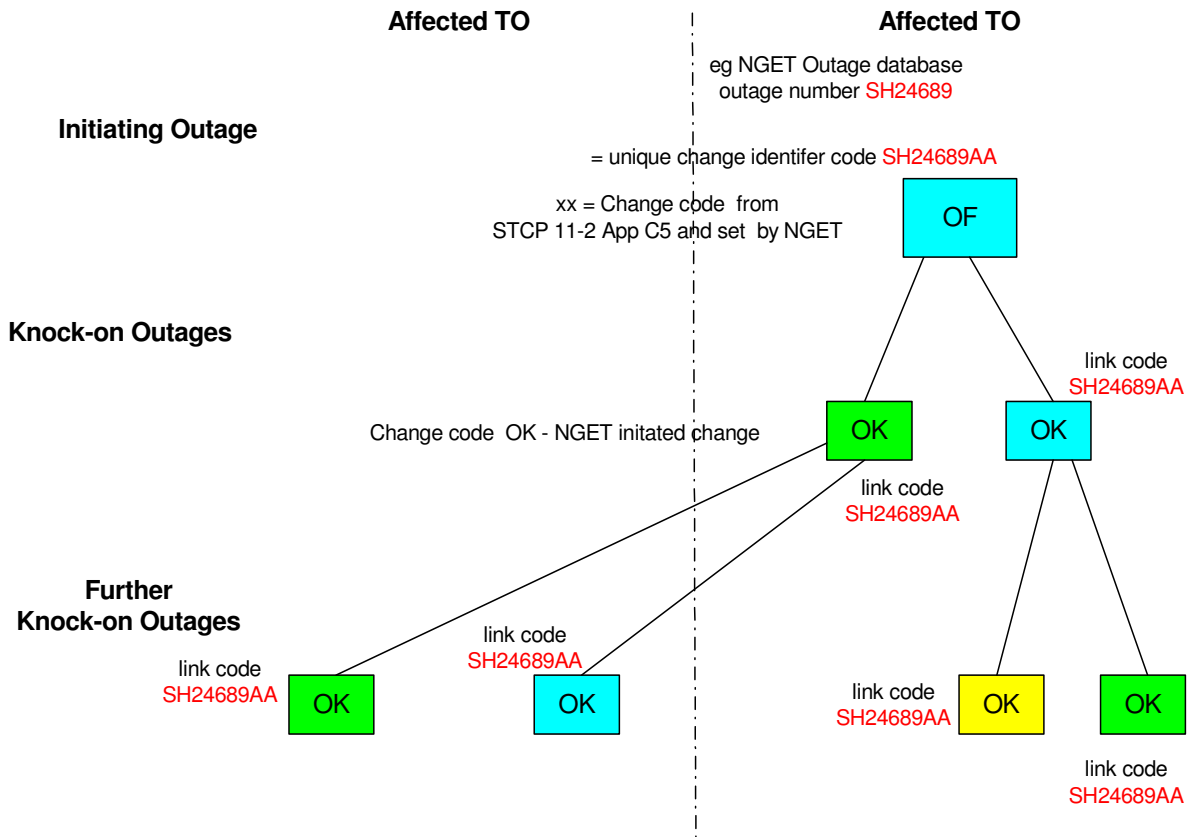 Affected TO
Affected TO
eg NGET Outage database
outage number SH24689
Initiating Outage
= unique change identifer code SH24689AA
xx = Change code from
STCP 11-2 App C5 and set by NGET
OF
Knock-on Outages
link code
SH24689AA
Change code OK - NGET initated change
OK
OK
link code
SH24689AA
Further
Knock-on Outages
link code
SH24689AA
link code
SH24689AA
link code
SH24689AA
OK
OK
OK
OK
link code
SH24689AA